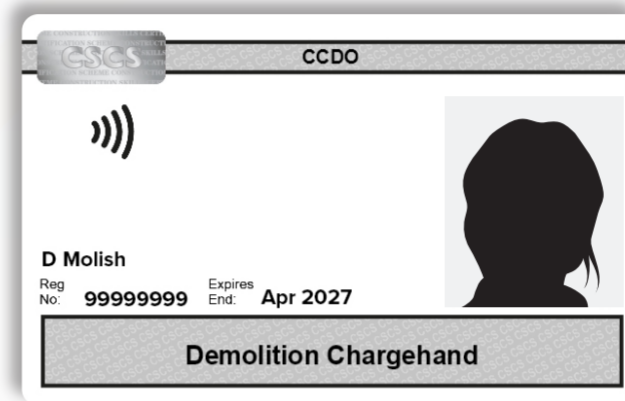 CSCS
CCDO
D Molish
Reg No: 99999999 Expires End: Apr 2027
Demolition Chargehand